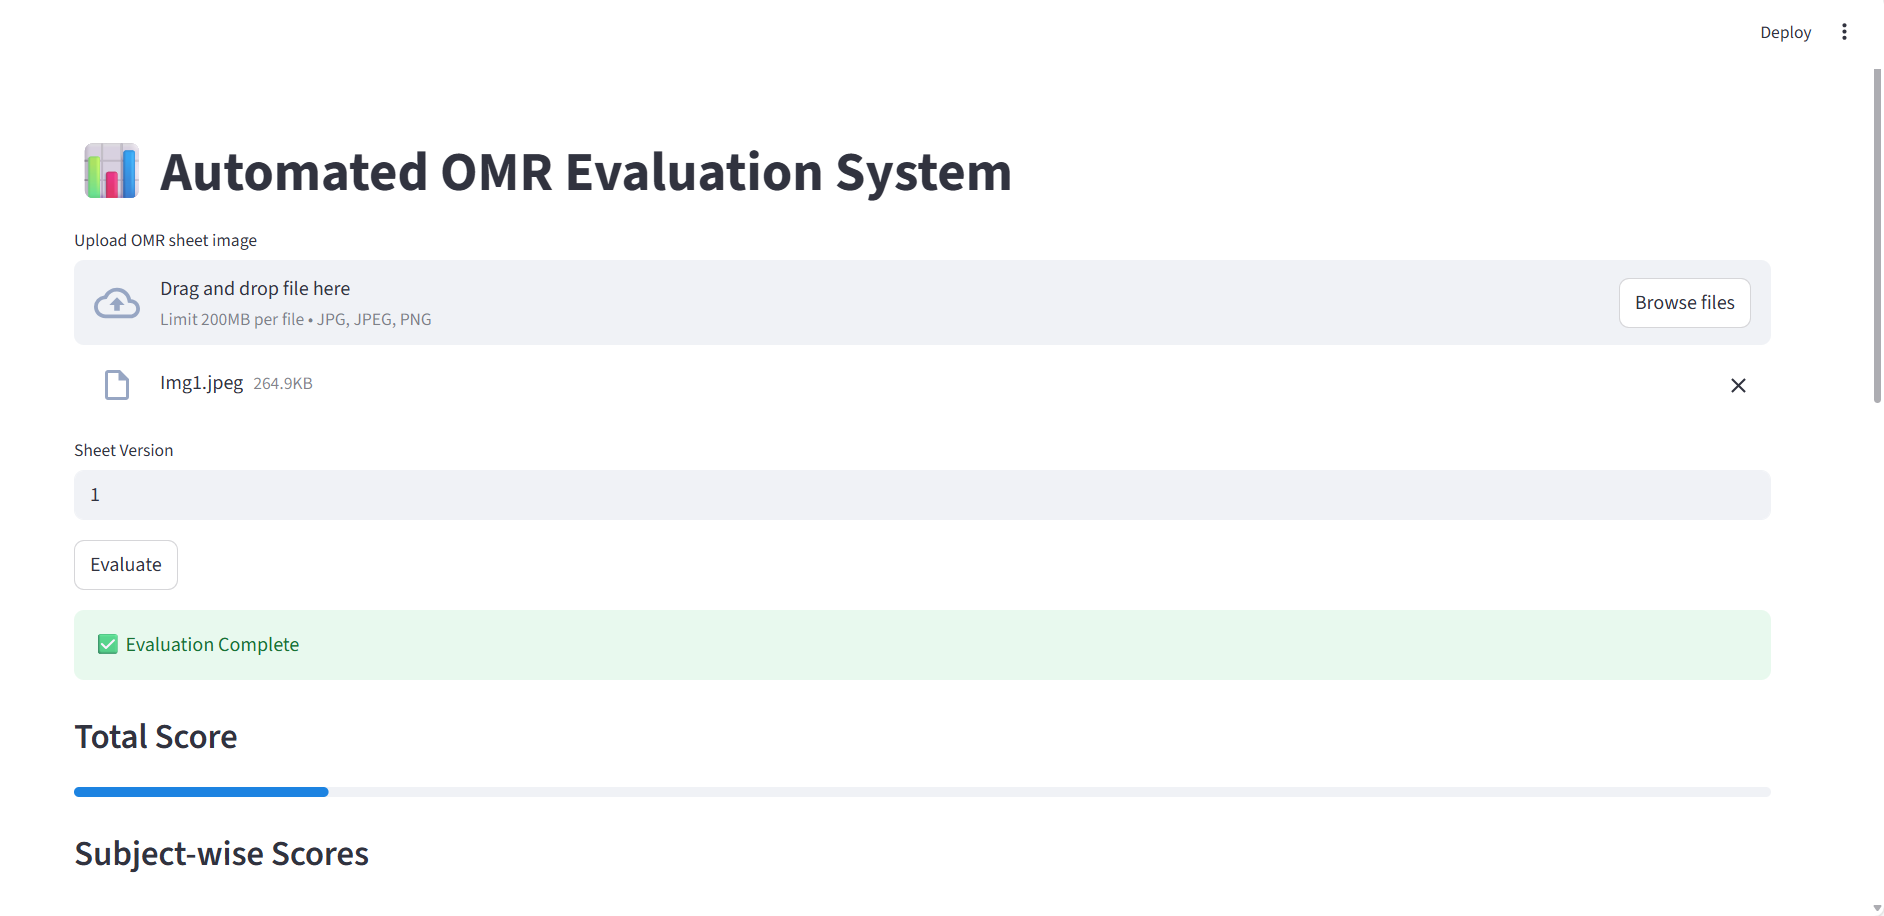 Deploy
Automated OMR Evaluation System
Upload OMR sheet image
Drag and drop file here
Limit 200MB per file • JPG, JPEG, PNG
Browse files
Img1.jpeg 264.9KB
Sheet Version
1
Evaluate
Evaluation Complete
Total Score
Subject-wise Scores